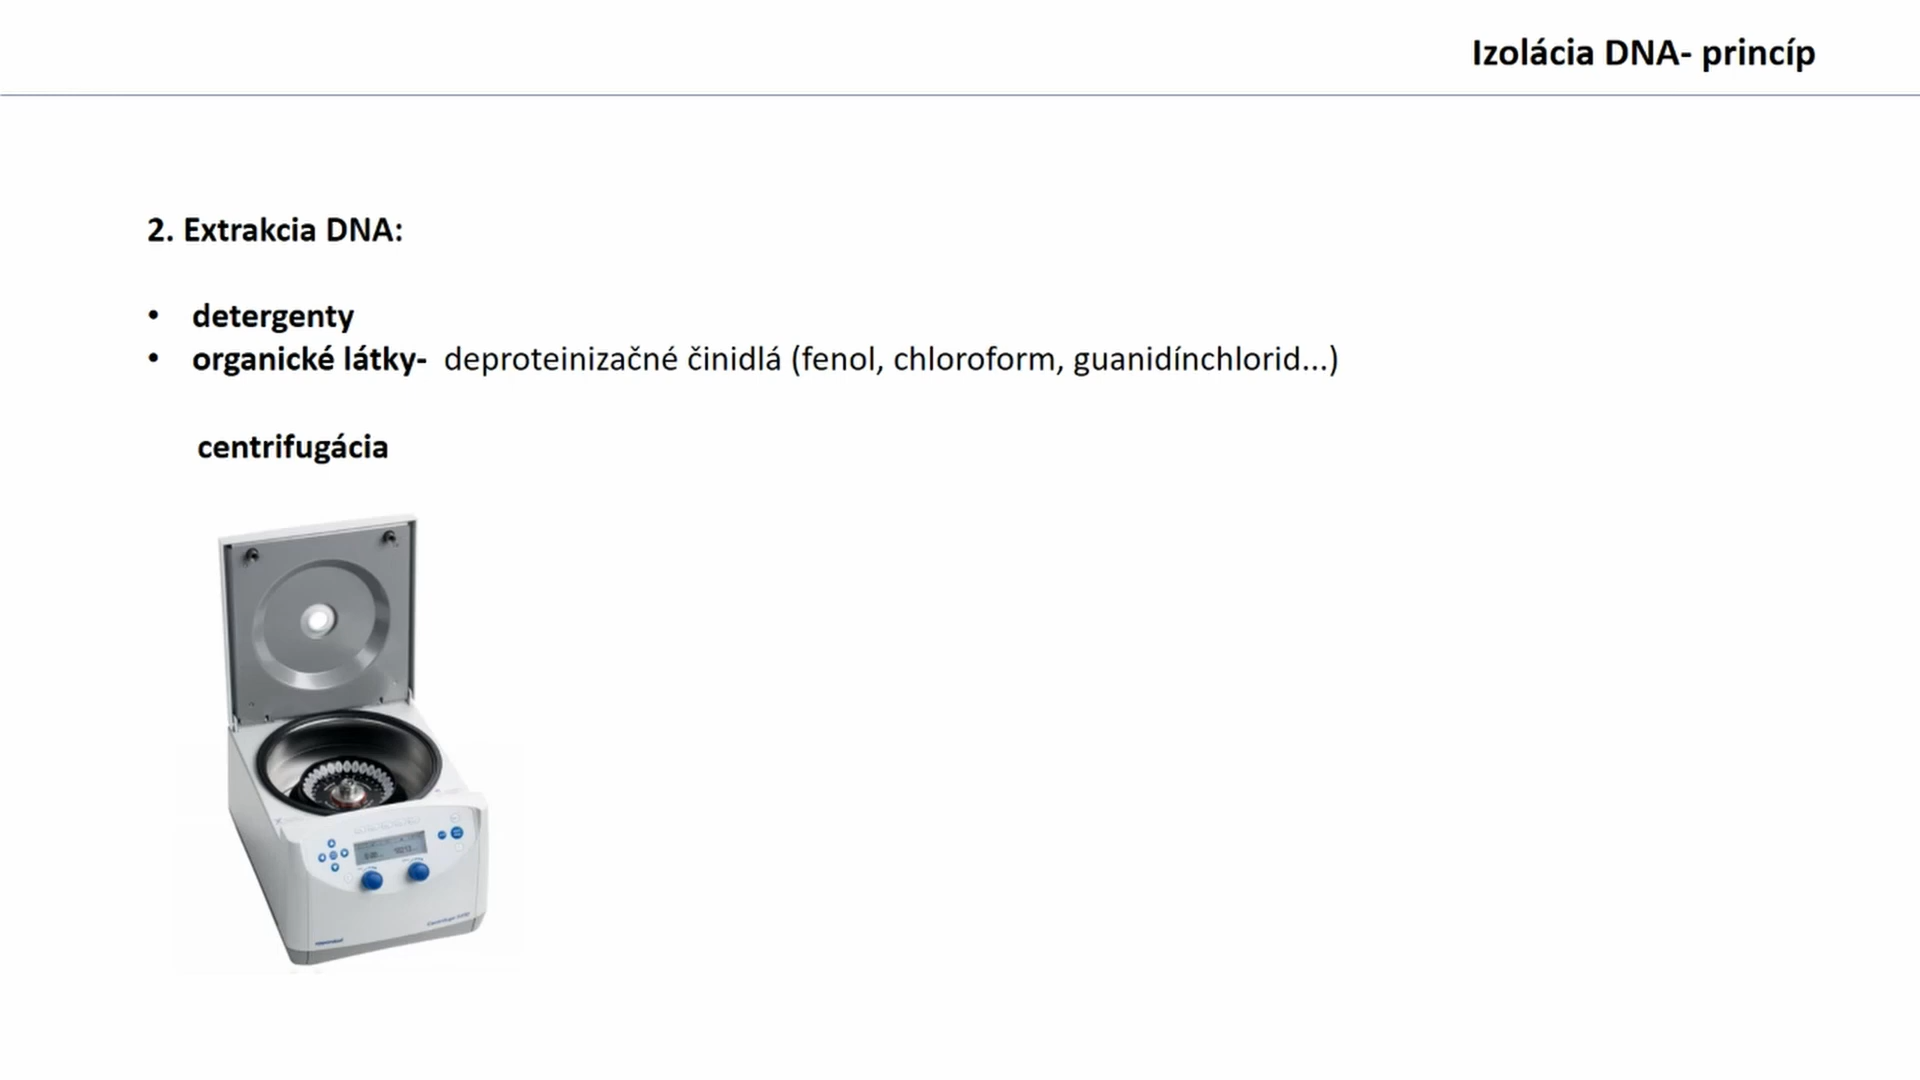 Izolácia DNA- princíp
2. Extrakcia DNA:
• detergenty
• organické látky- deproteinizačné činidlá (fenol, chloroform, guanidínchlorid...)
centrifugácia